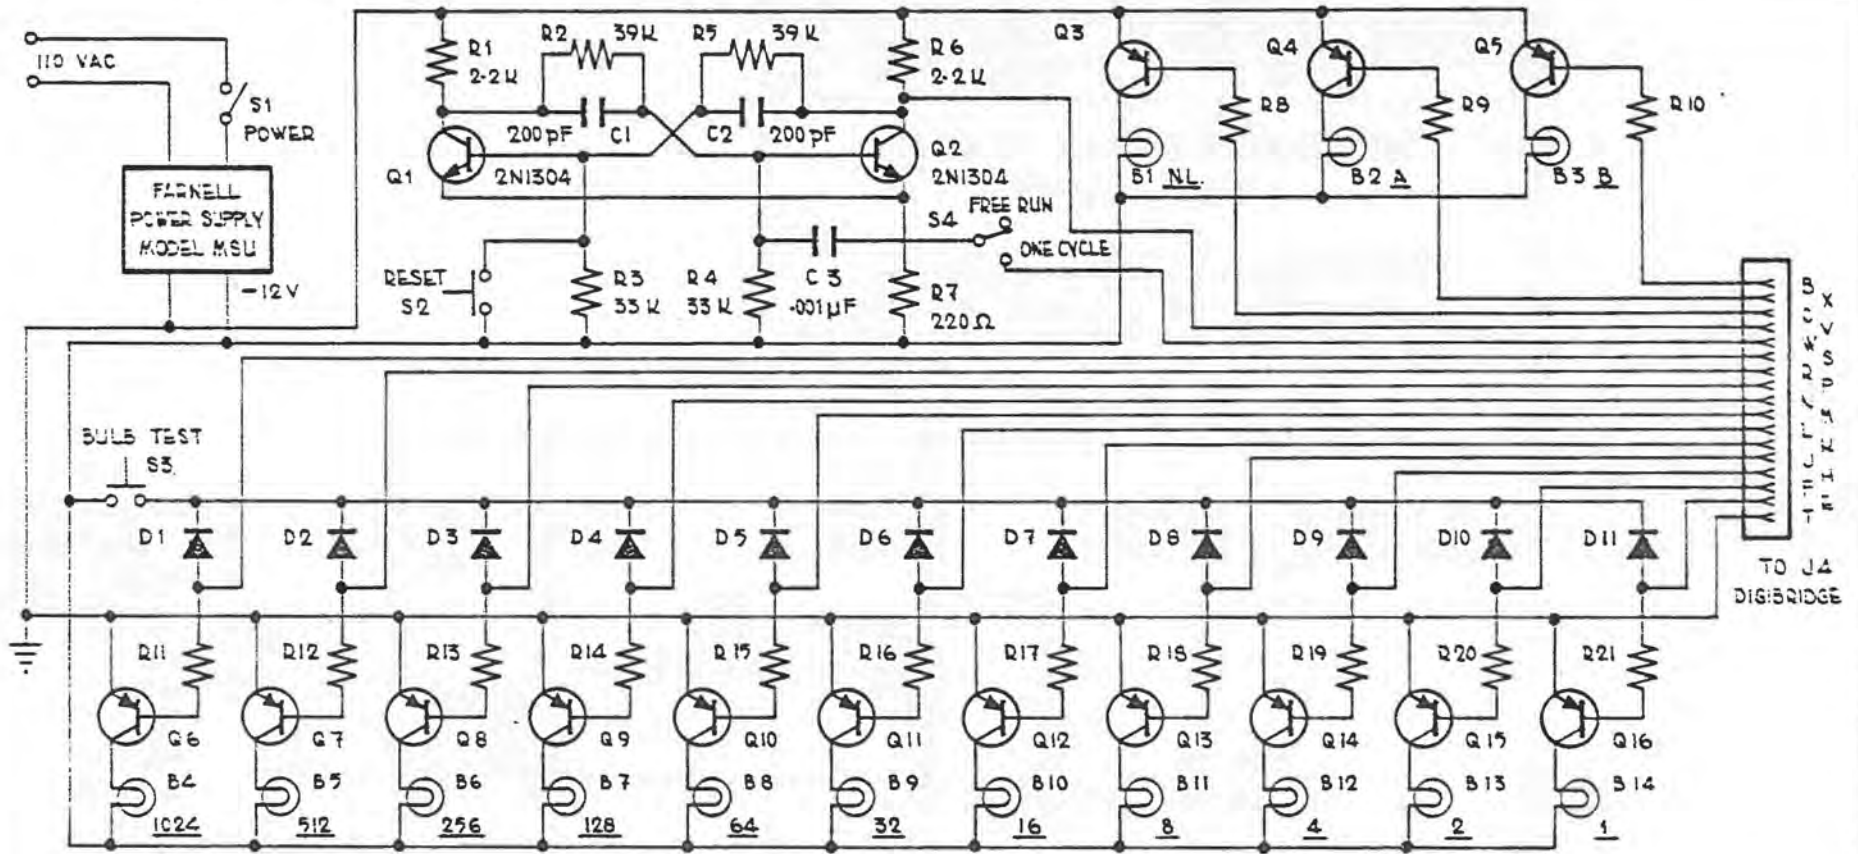 110 VAC
S1
POWER
FARNELL
POWER SUPPLY
MODEL MSU
-12V
R1
2.2K
R2
39K
R5
39K
R6
2.2K
200pF
C1
C2
200pF
Q1
2N1304
Q2
2N1304
RESET
S2
R3
33K
R4
33K
C3
.001µF
S4
FREE RUN
ONE CYCLE
R7
220Ω
Q3
Q4
Q5
R8
R9
R10
B1 NL
B2 A
B3 B
B
X
C
V
W
S
R
P
H
E
TO J4
DIGIBRIDGE
BULB TEST
S3
D1
D2
D3
D4
D5
D6
D7
D8
D9
D10
D11
R11
R12
R13
R14
R15
R16
R17
R18
R19
R20
R21
Q6
Q7
Q8
Q9
Q10
Q11
Q12
Q13
Q14
Q15
Q16
B4
B5
B6
B7
B8
B9
B10
B11
B12
B13
B14
1024
512
256
128
64
32
16
8
4
2
1